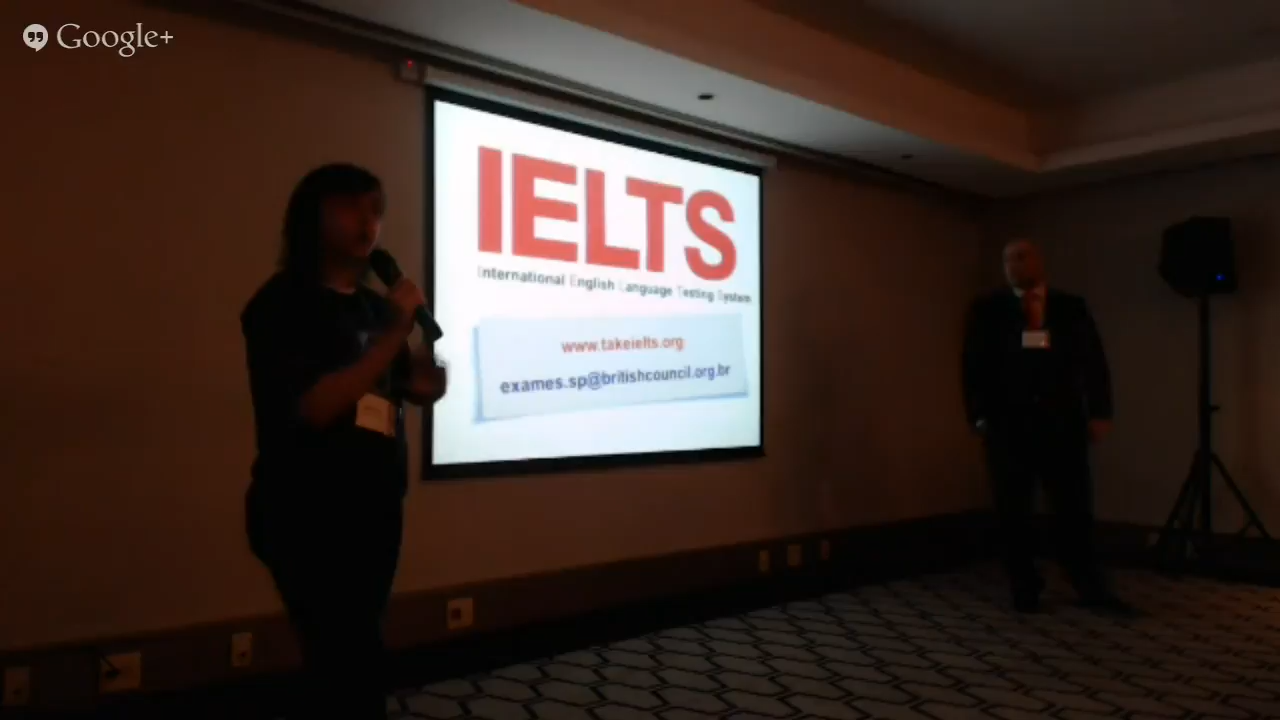 Google+
IELTS
International English Language Testing System
www.takeielts.org
exames.sp@britishcouncil.org.br